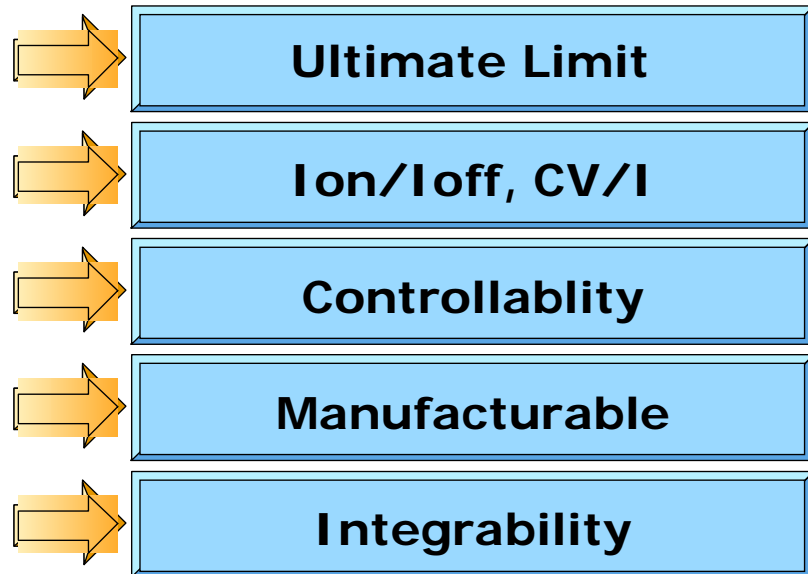 Ultimate Limit
Ion/Ioff, CV/I
Controllablity
Manufacturable
Integrability